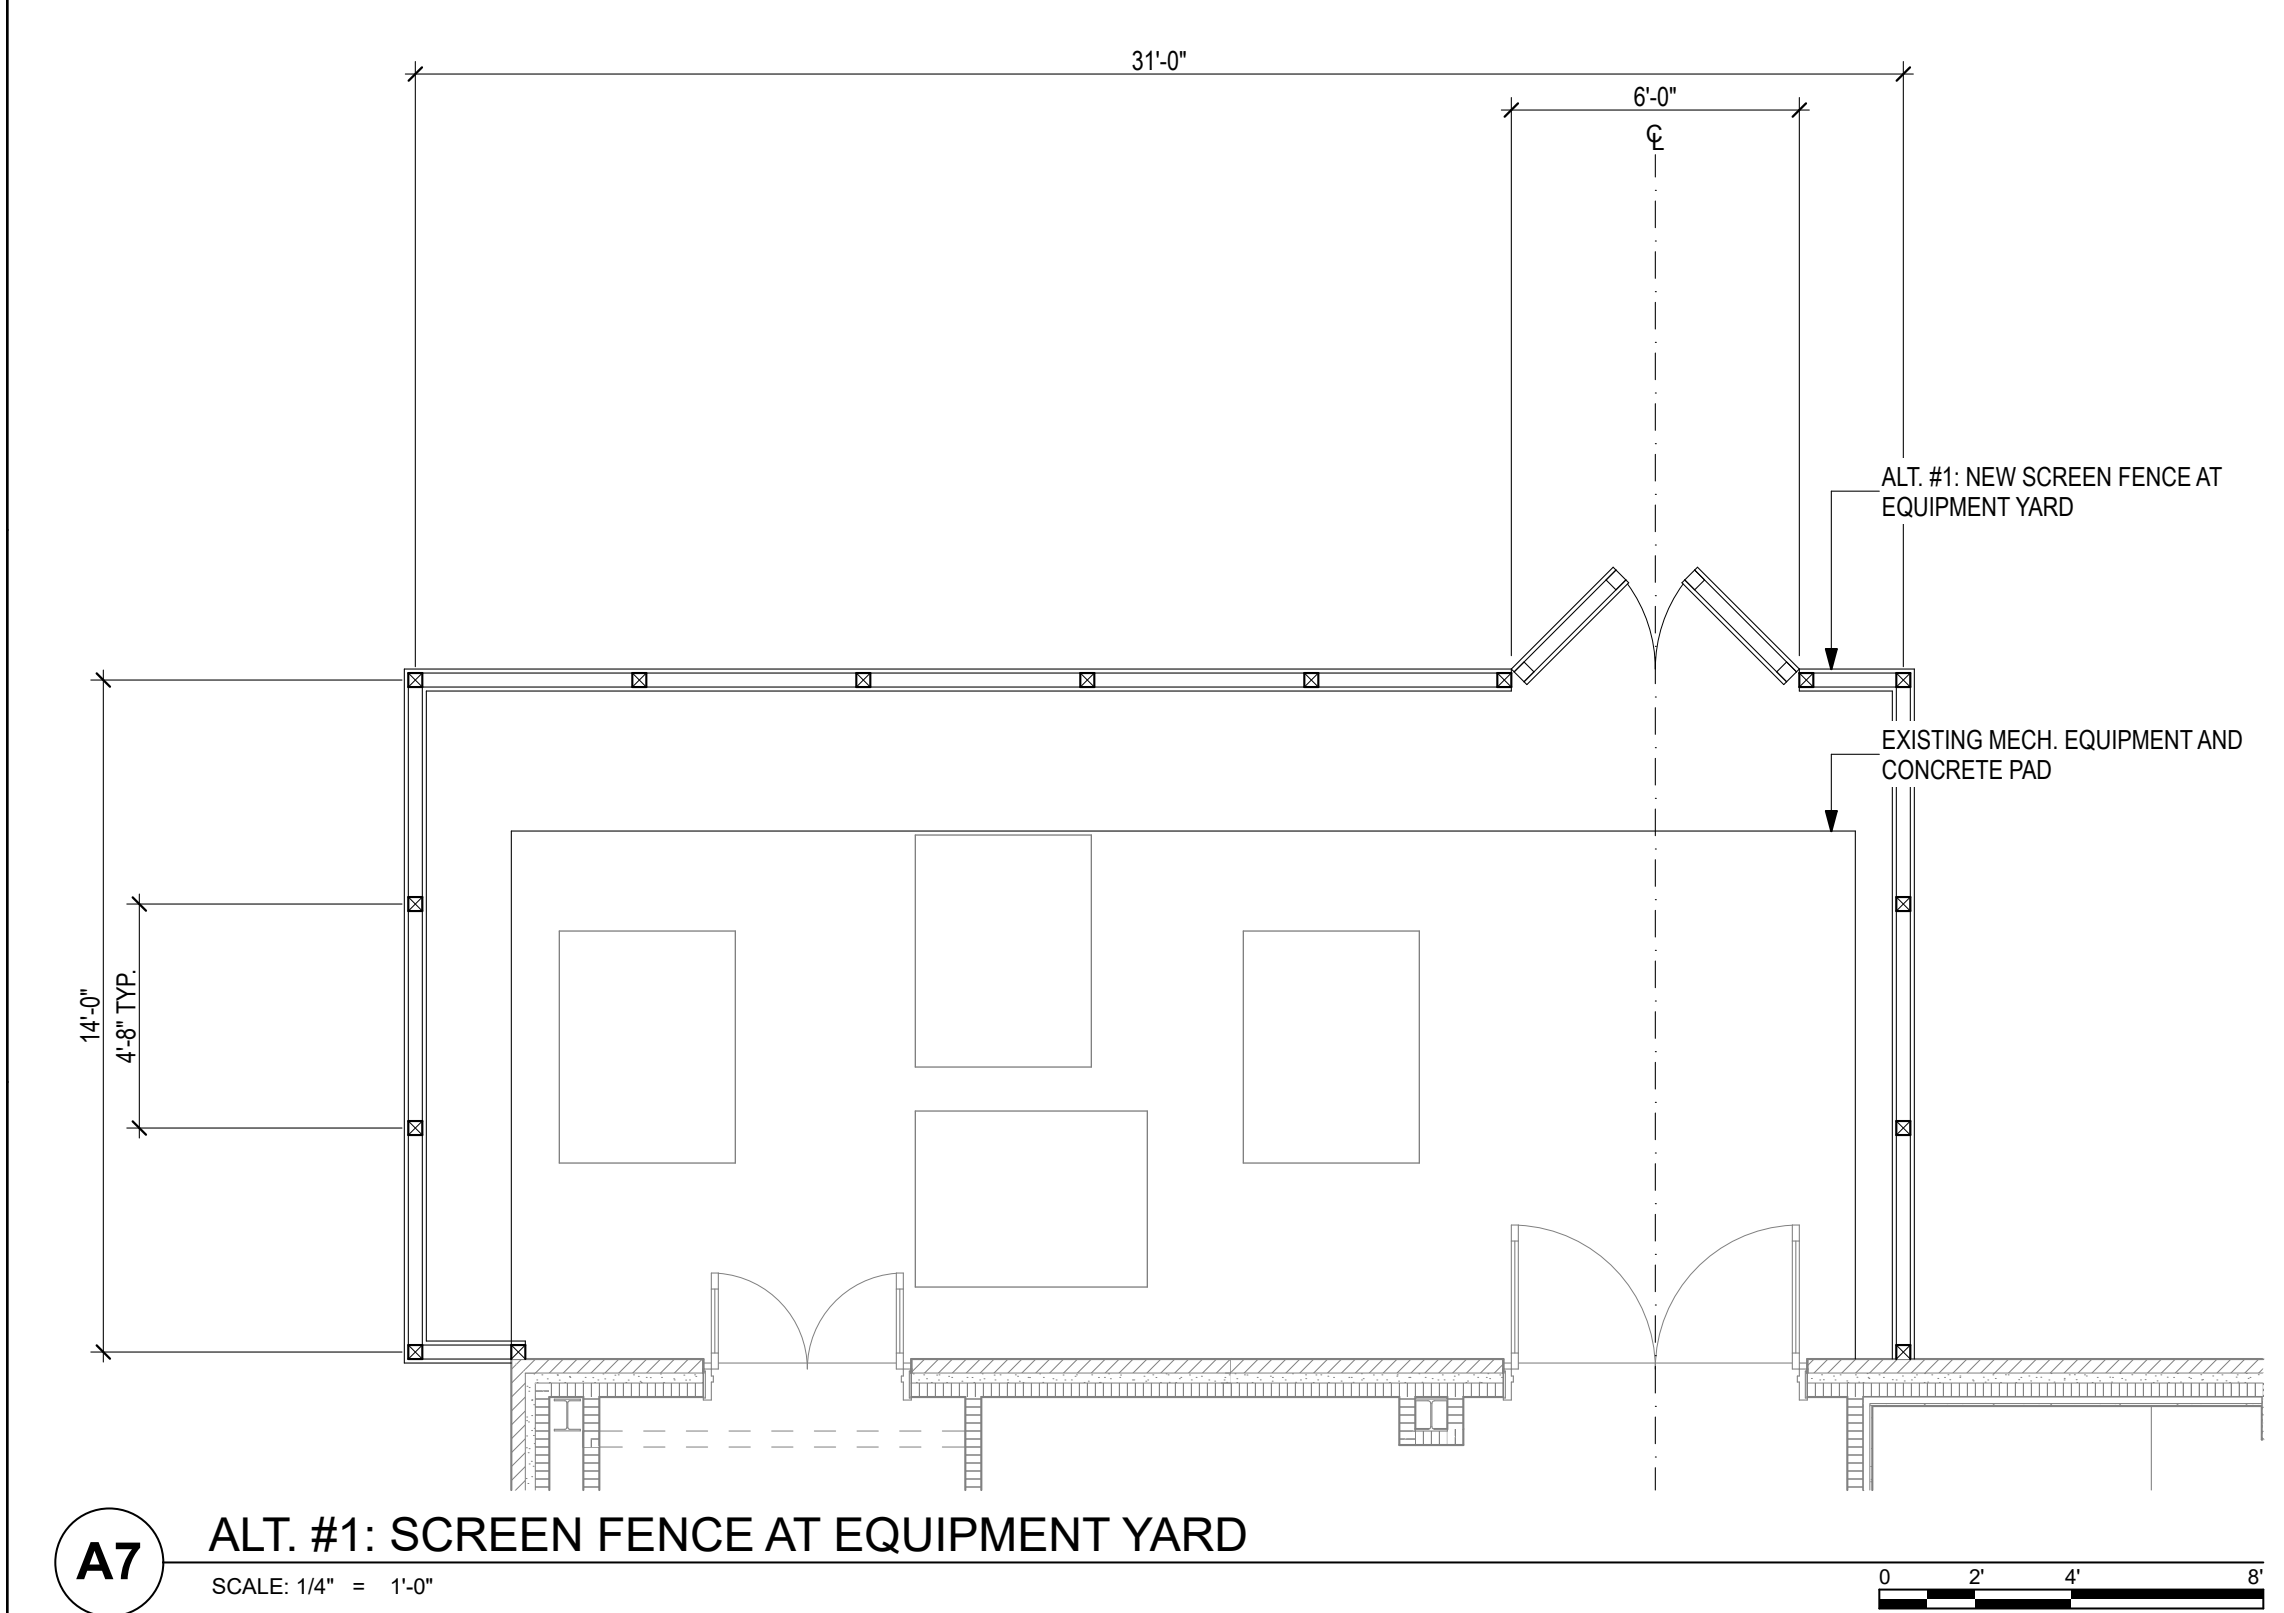 31'-0"
6'-0"
℄
ALT. #1: NEW SCREEN FENCE AT
EQUIPMENT YARD
EXISTING MECH. EQUIPMENT AND
CONCRETE PAD
14'-0"
4'-8" TYP.
A7
ALT. #1: SCREEN FENCE AT EQUIPMENT YARD
SCALE: 1/4" = 1'-0"
0 2' 4' 8'